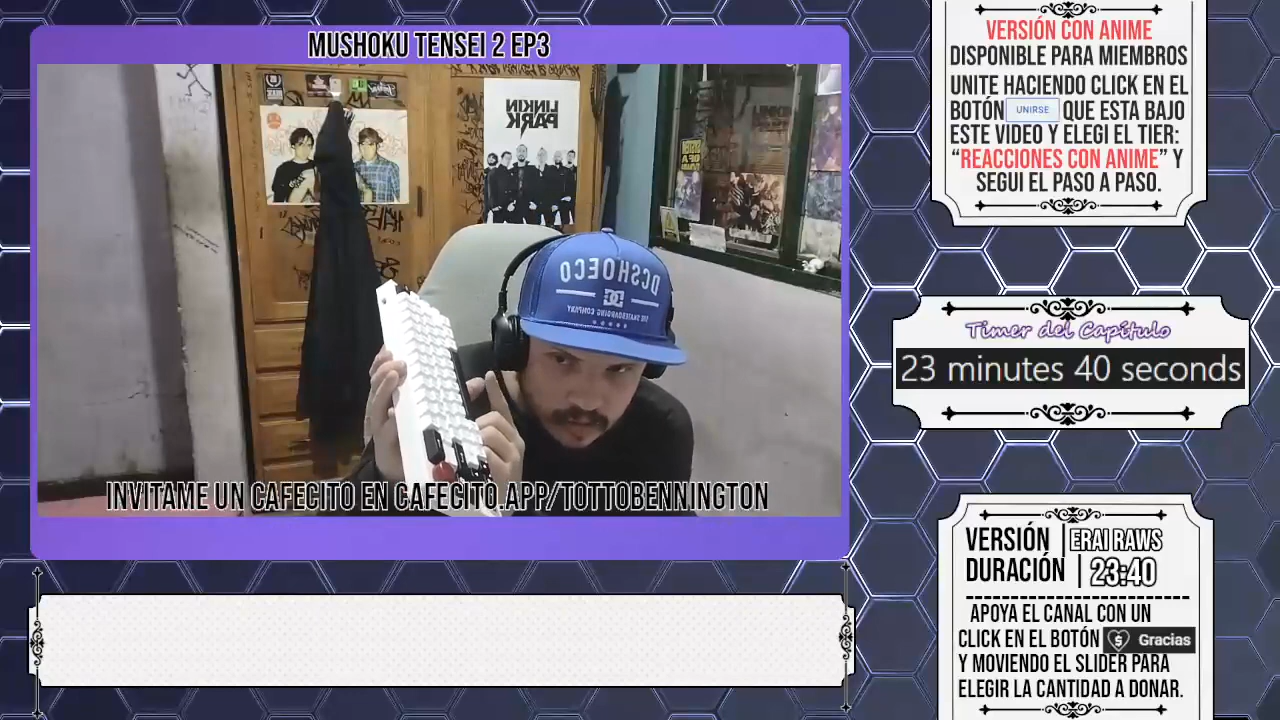 MUSHOKU TENSEI 2 EP3
LINKIN
PARK
DCSHOECO
DC
INVITAME UN CAFECITO EN CAFECITO.APP/TOTTOBENNINGTON
VERSIÓN CON ANIME
DISPONIBLE PARA MIEMBROS
UNITE HACIENDO CLICK EN EL
BOTÓN UNIRSE QUE ESTA BAJO
ESTE VIDEO Y ELEGI EL TIER:
“REACCIONES CON ANIME” Y
SEGUI EL PASO A PASO.
Timer del Capítulo
23 minutes 40 seconds
VERSIÓN | ERAI RAWS
DURACIÓN | 23:40
APOYA EL CANAL CON UN
CLICK EN EL BOTÓN $ Gracias
Y MOVIENDO EL SLIDER PARA
ELEGIR LA CANTIDAD A DONAR.